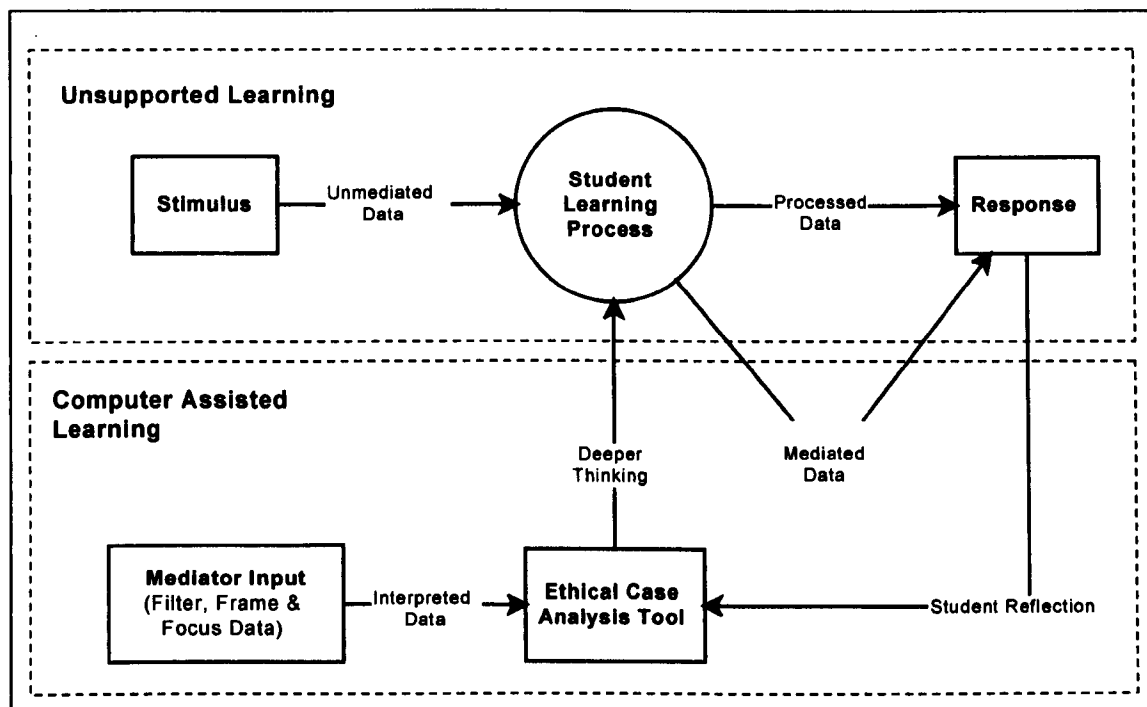 Unsupported Learning
Stimulus
Unmediated
Data
Student
Learning
Process
Processed
Data
Response
Computer Assisted
Learning
Deeper
Thinking
Mediated
Data
Mediator Input
(Filter, Frame &
Focus Data)
Interpreted
Data
Ethical Case
Analysis Tool
Student Reflection